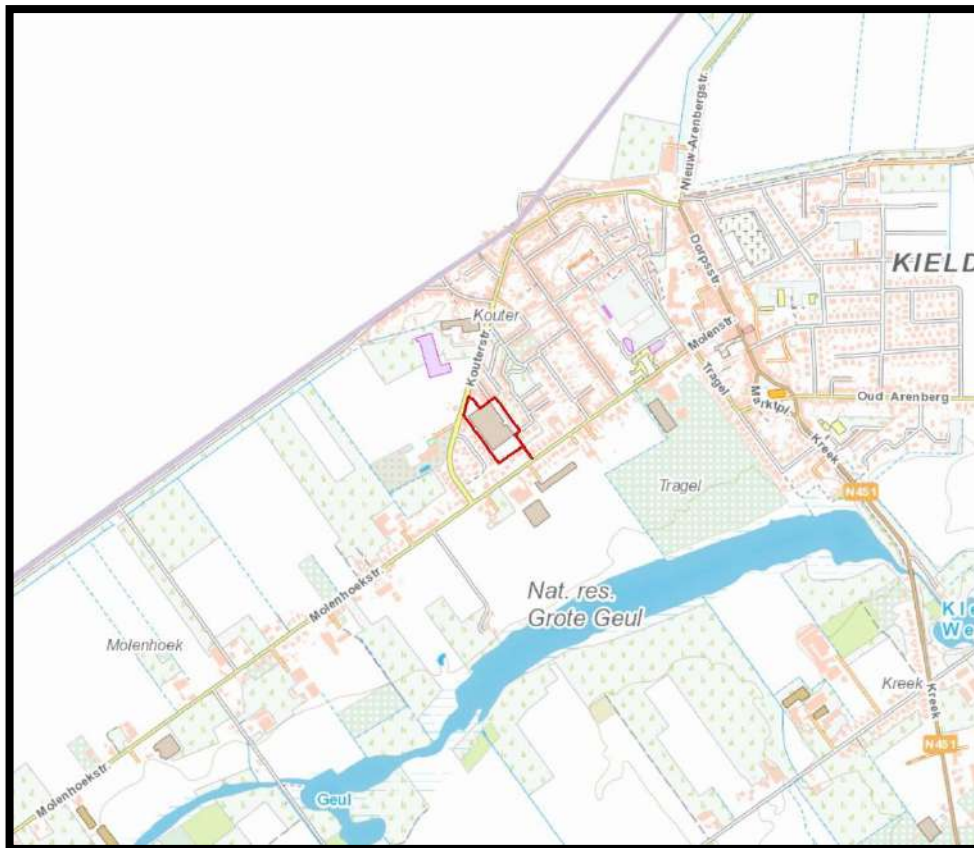 Nieuw-Arenbergstr.
Dorpsstr.
KIELD
Kouter
Kouterstr.
Molenstr.
Tragel
Marktpl.
Oud Arenberg
Kreek
N451
Tragel
Nat. res.
Grote Geul
Molenhoekstr.
Molenhoek
Kreek
Kreek
N451
Molenhoekstr.
Geul